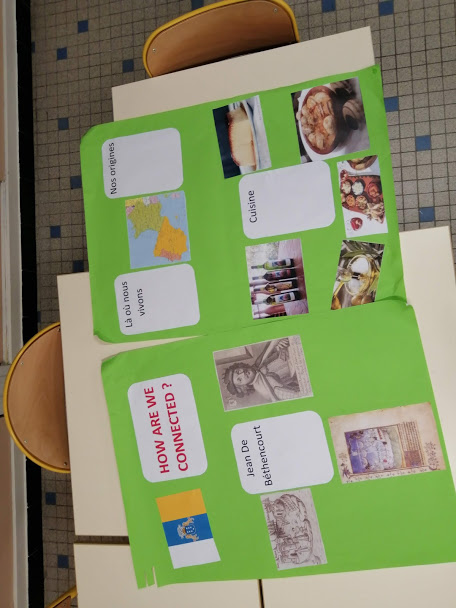 HOW ARE WE
CONNECTED ?
Jean De
Béthencourt
Là où nous
vivons
Nos origines
Cuisine